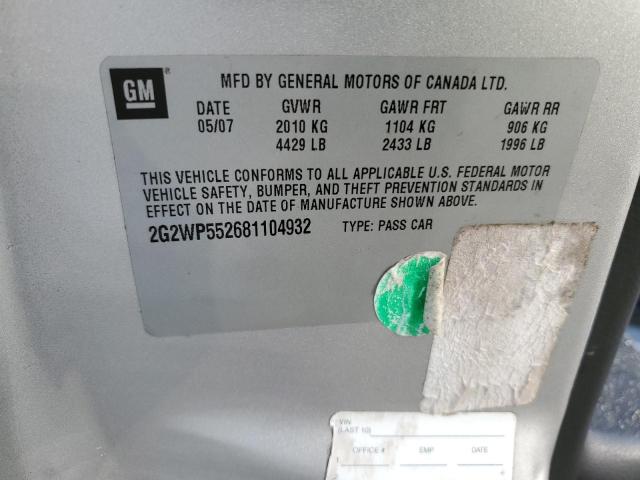 GM
MFD BY GENERAL MOTORS OF CANADA LTD.
DATE GVWR GAWR FRT GAWR RR
05/07 2010 KG 1104 KG 906 KG
4429 LB 2433 LB 1996 LB
THIS VEHICLE CONFORMS TO ALL APPLICABLE U.S. FEDERAL MOTOR
VEHICLE SAFETY, BUMPER, AND THEFT PREVENTION STANDARDS IN
EFFECT ON THE DATE OF MANUFACTURE SHOWN ABOVE.
2G2WP552681104932 TYPE: PASS CAR
VIN
(LAST 10)
OFFICE # EMP DATE